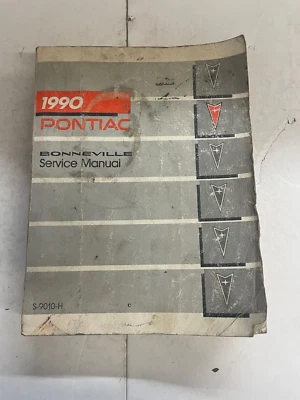 1990
PONTIAC
BONNEVILLE
Service Manual
S-9010-H